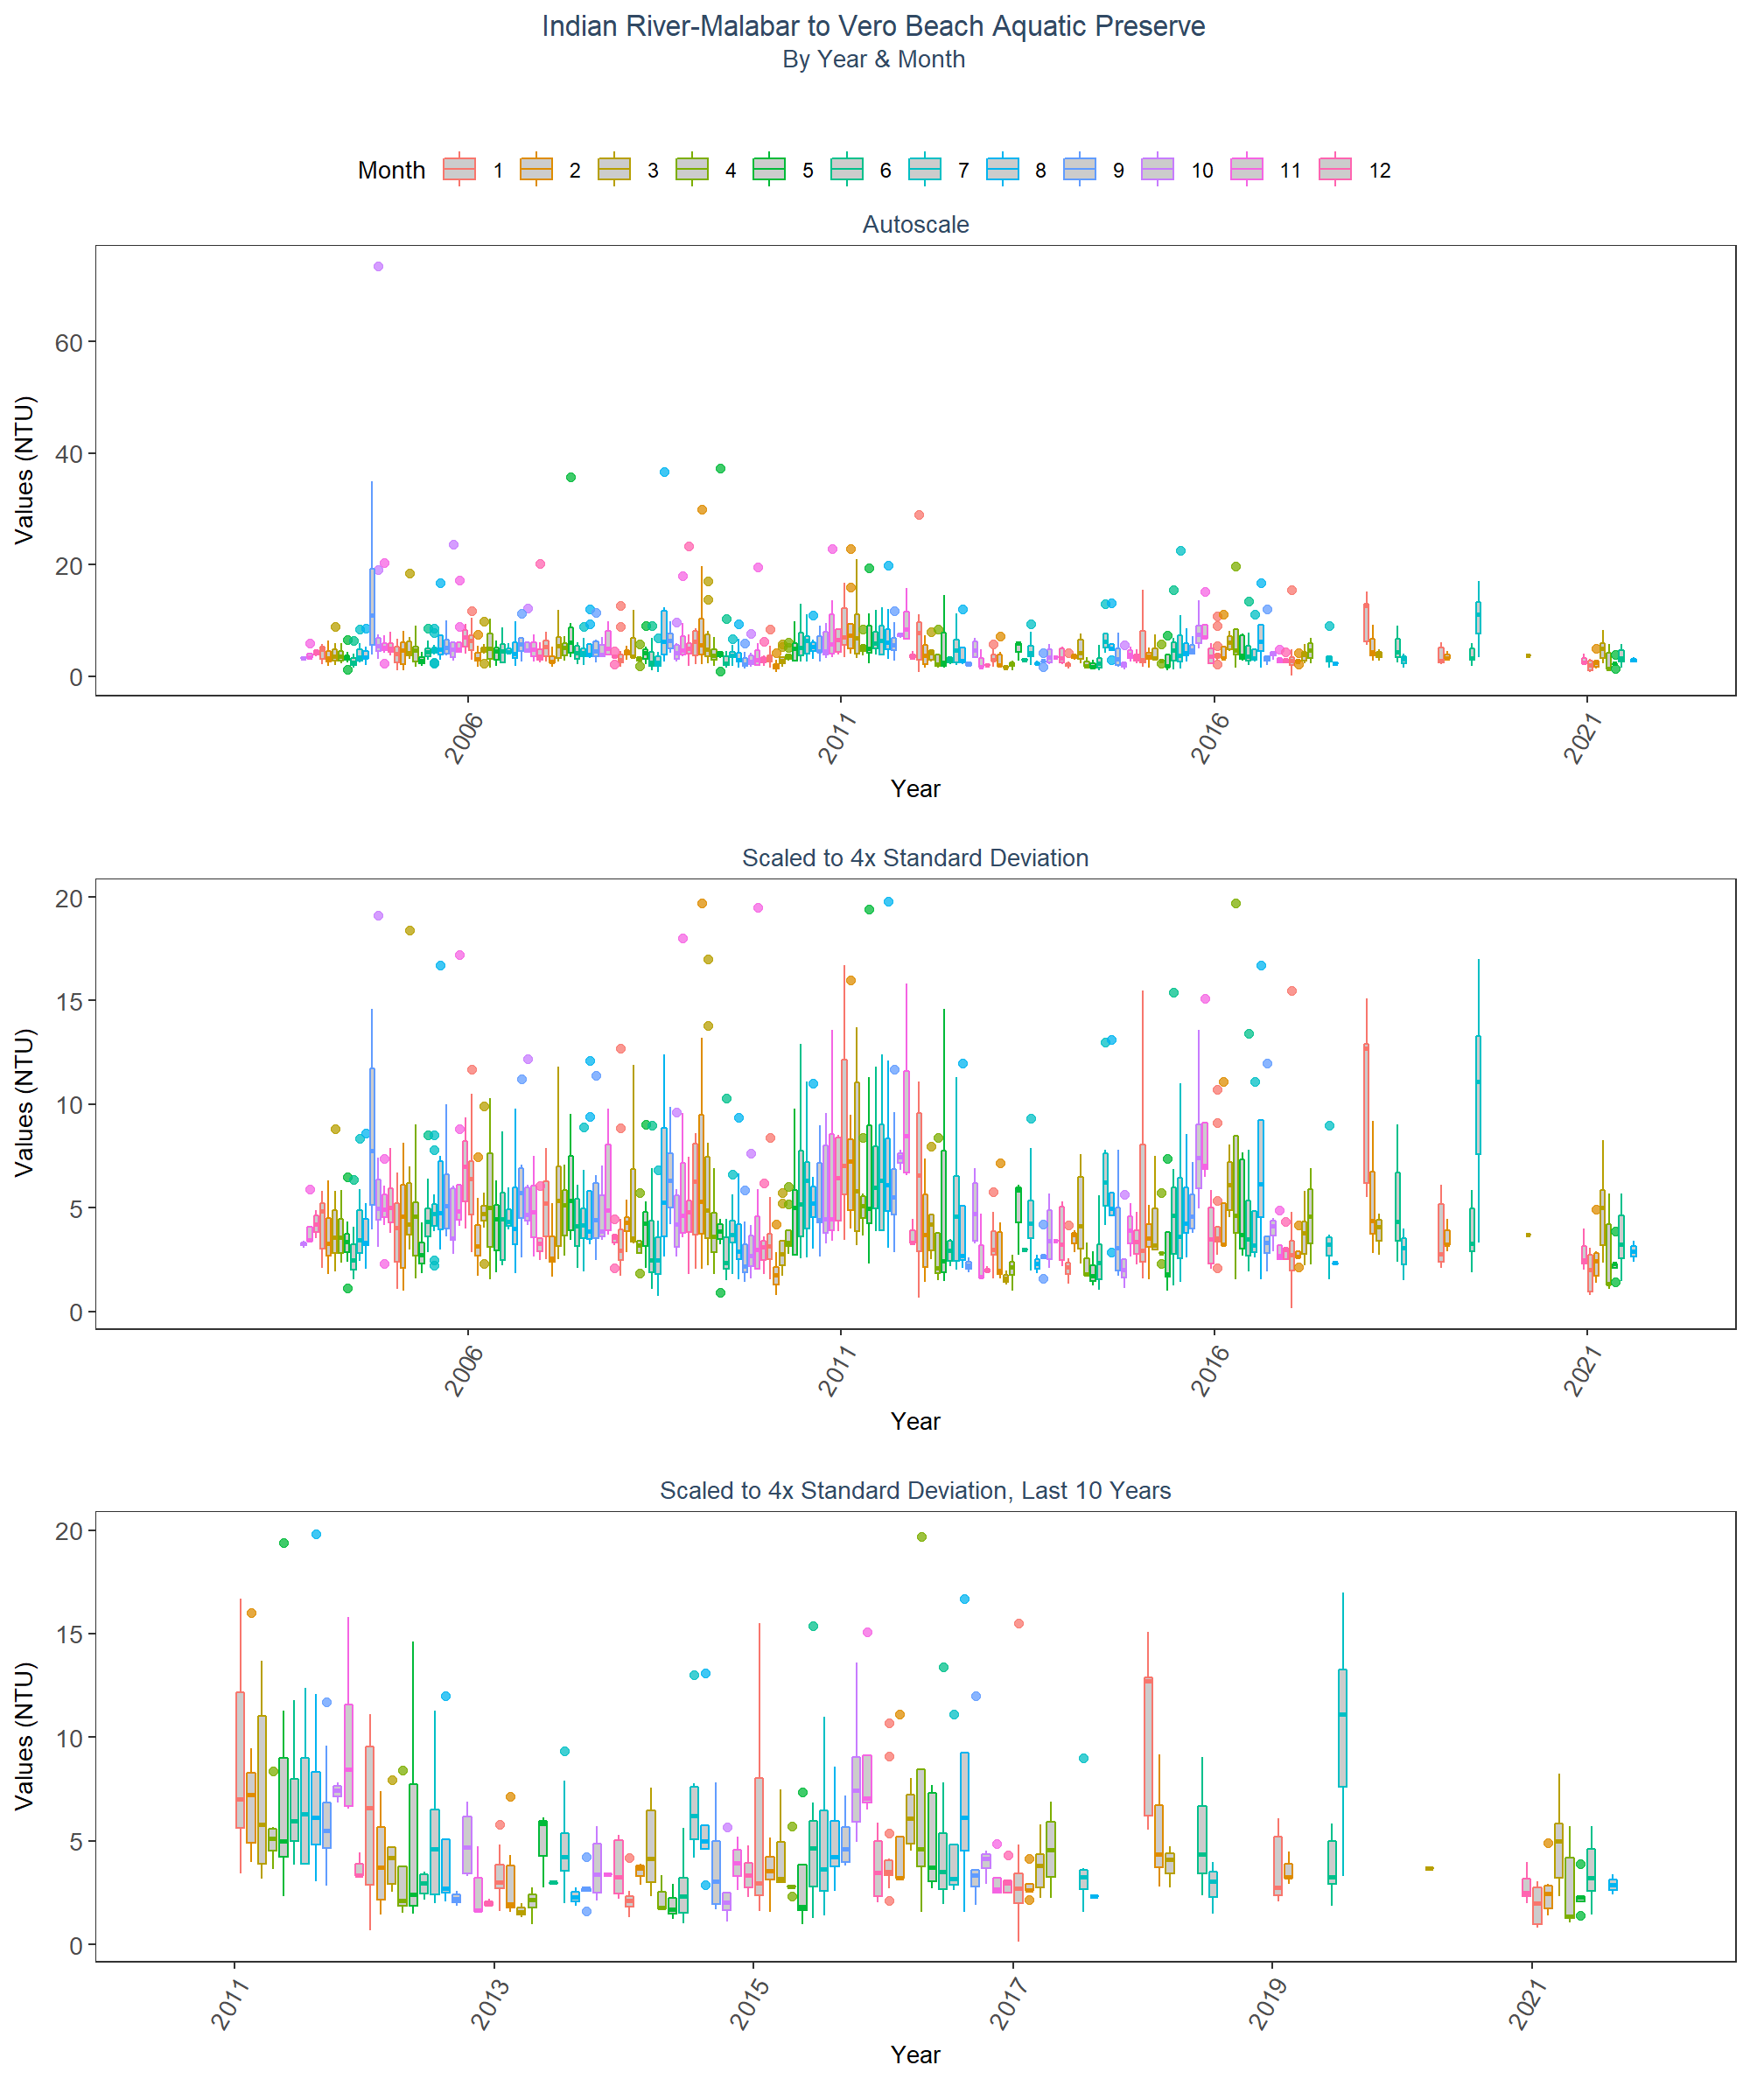 Indian River-Malabar to Vero Beach Aquatic Preserve
By Year & Month
Month 1 2 3 4 5 6 7 8 9 10 11 12
Autoscale
Values (NTU)
60
40
20
0
2006 2011 2016 2021
Year
Scaled to 4x Standard Deviation
Values (NTU)
20
15
10
5
0
2006 2011 2016 2021
Year
Scaled to 4x Standard Deviation, Last 10 Years
Values (NTU)
20
15
10
5
0
2011 2013 2015 2017 2019 2021
Year